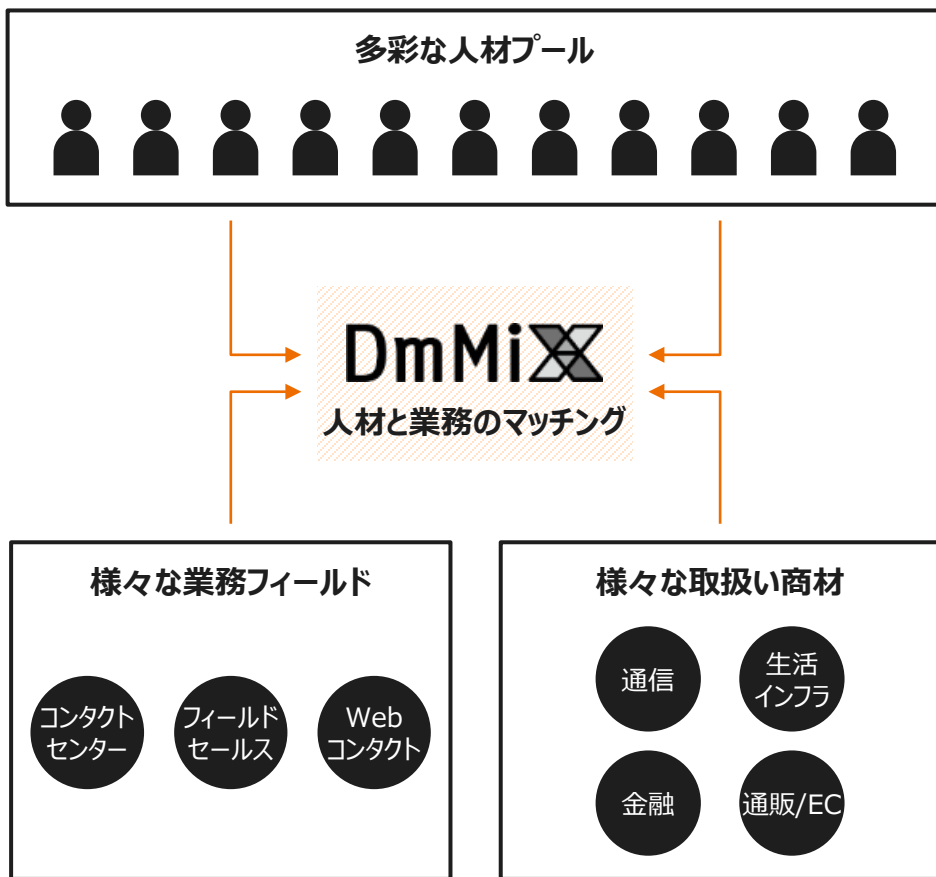 多彩な人材プール
DmMiX
人材と業務のマッチング
様々な業務フィールド
コンタクト
センター
フィールド
セールス
Web
コンタクト
様々な取扱い商材
通信
生活
インフラ
金融
通販/EC